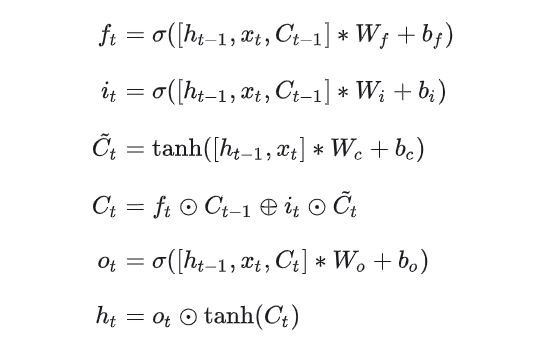 f_t = σ([h_{t−1}, x_t, C_{t−1}] * W_f + b_f)
i_t = σ([h_{t−1}, x_t, C_{t−1}] * W_i + b_i)
C̃_t = tanh([h_{t−1}, x_t] * W_c + b_c)
C_t = f_t ⊙ C_{t−1} ⊕ i_t ⊙ C̃_t
o_t = σ([h_{t−1}, x_t, C_t] * W_o + b_o)
h_t = o_t ⊙ tanh(C_t)